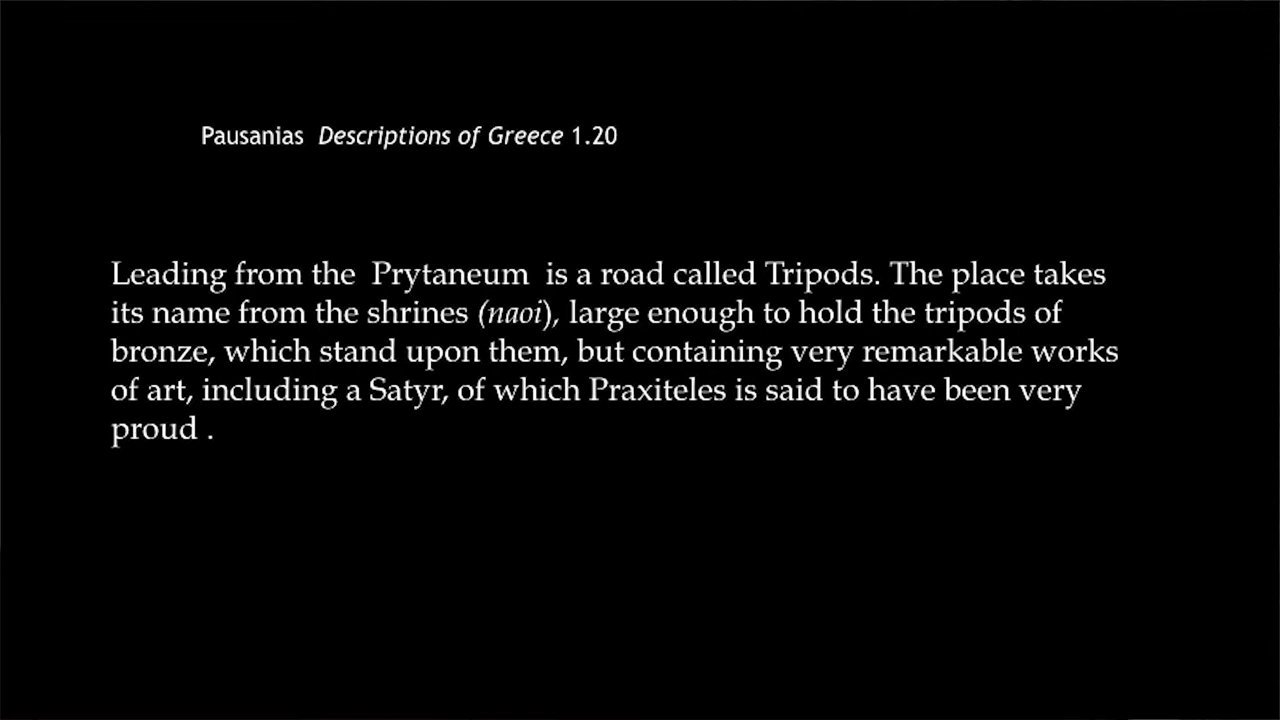 Pausanias Descriptions of Greece 1.20
Leading from the Prytaneum is a road called Tripods. The place takes
its name from the shrines (naoi), large enough to hold the tripods of
bronze, which stand upon them, but containing very remarkable works
of art, including a Satyr, of which Praxiteles is said to have been very
proud .